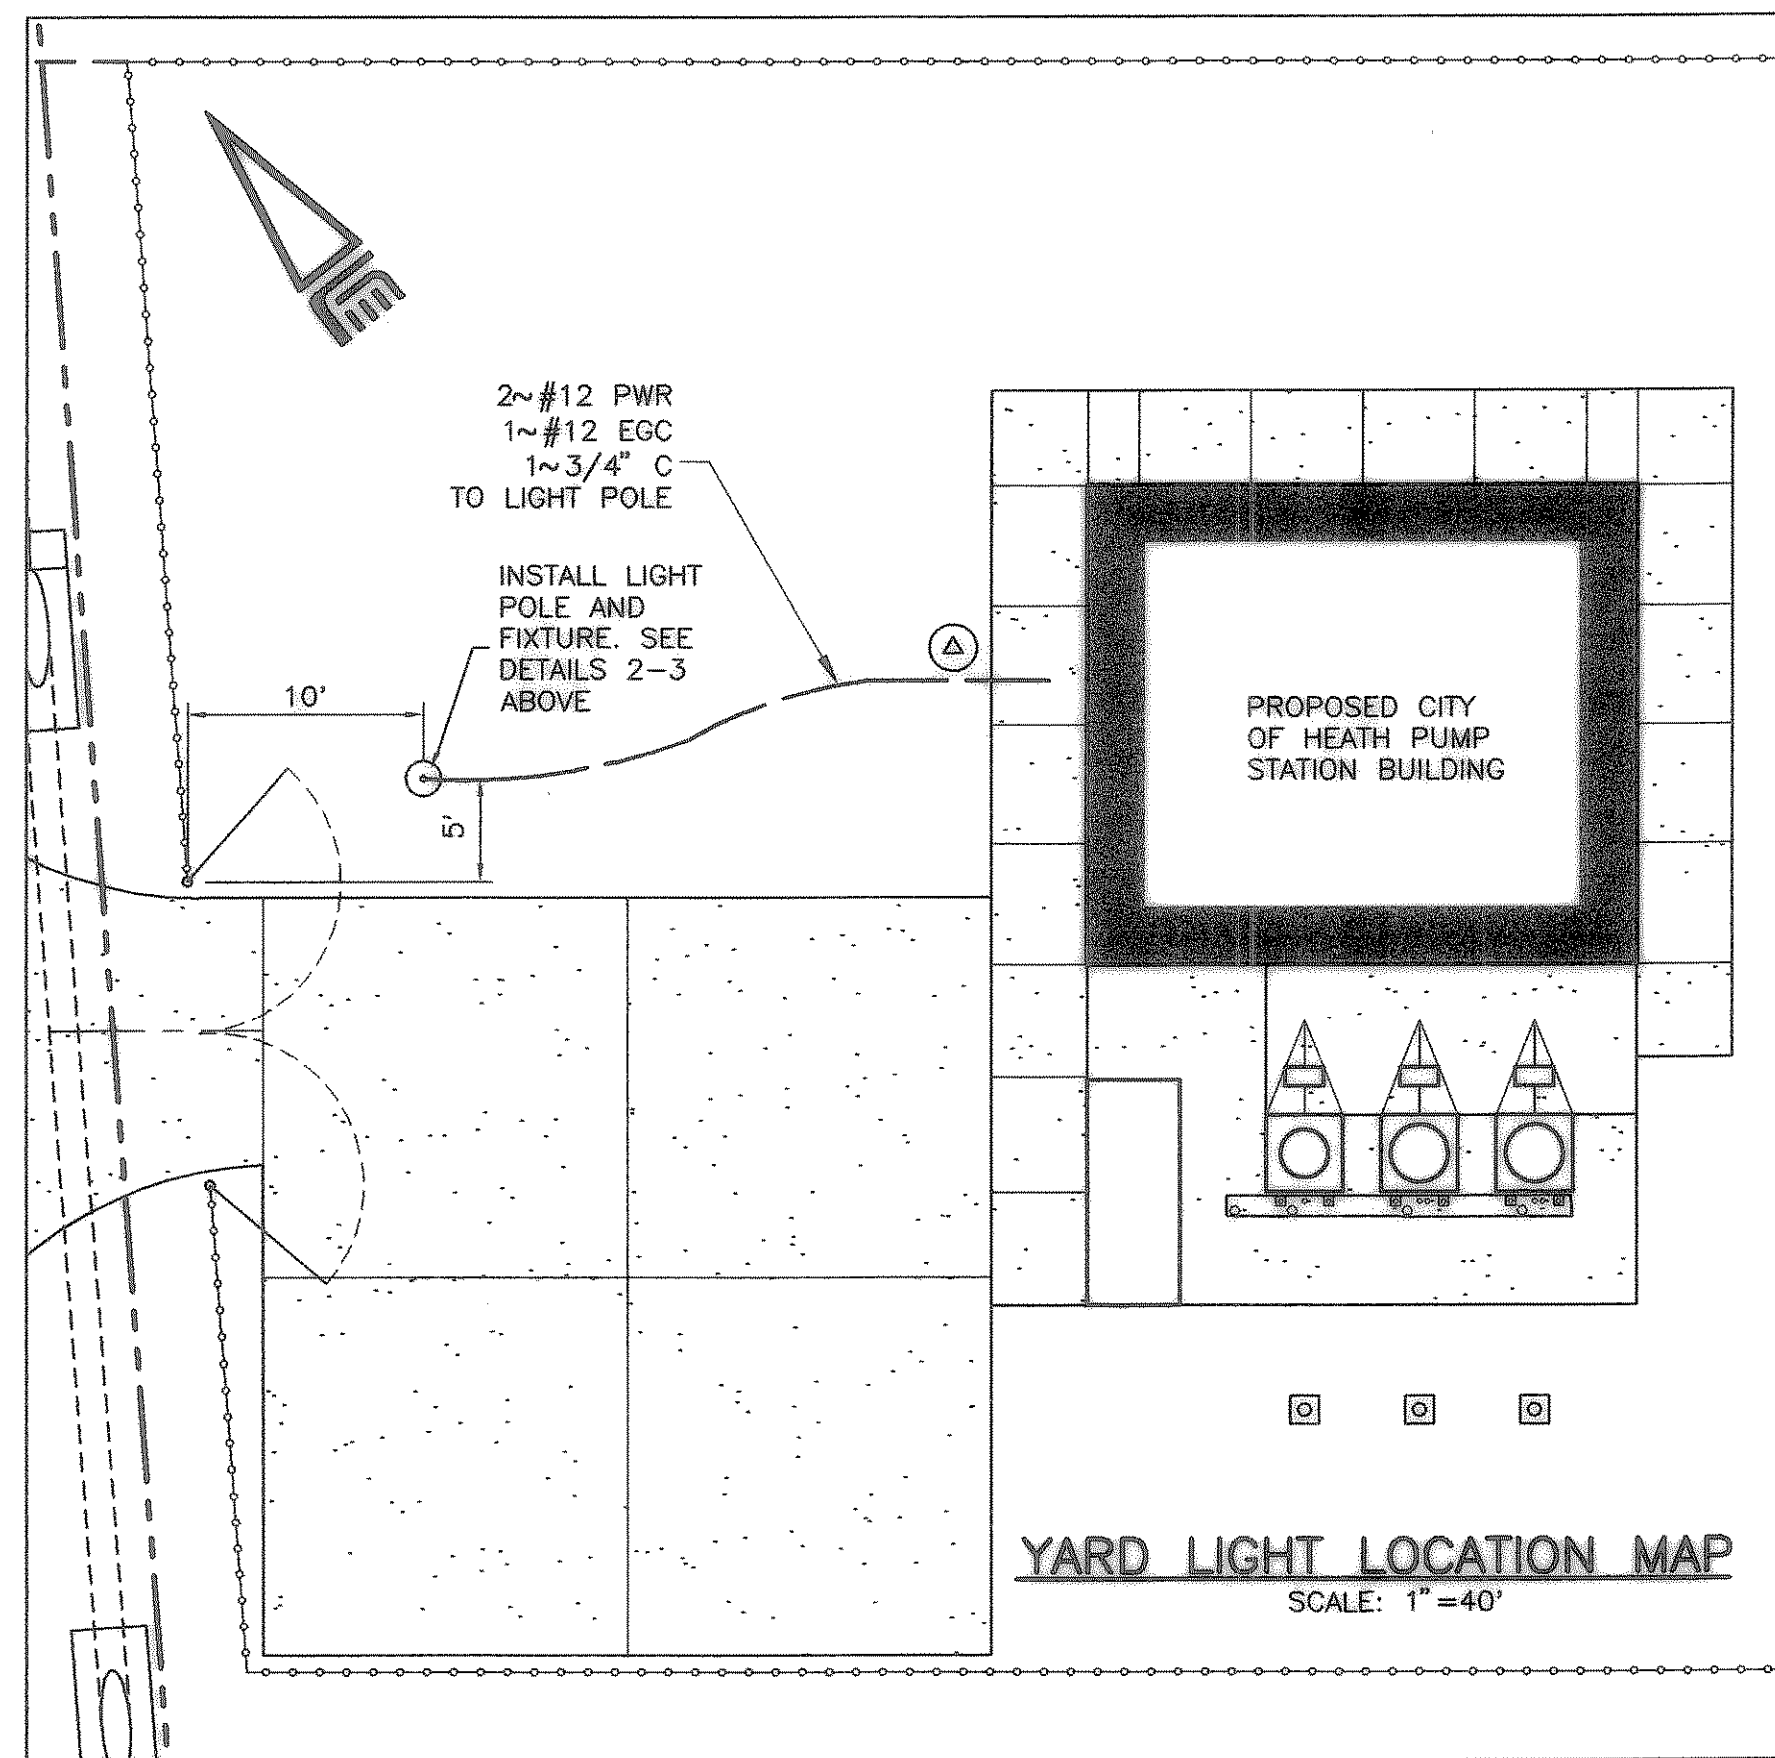 2~#12 PWR
1~#12 EGC
1~3/4" C
TO LIGHT POLE
INSTALL LIGHT
POLE AND
FIXTURE. SEE
DETAILS 2-3
ABOVE
10'
5'
PROPOSED CITY
OF HEATH PUMP
STATION BUILDING
YARD LIGHT LOCATION MAP
SCALE: 1"=40'